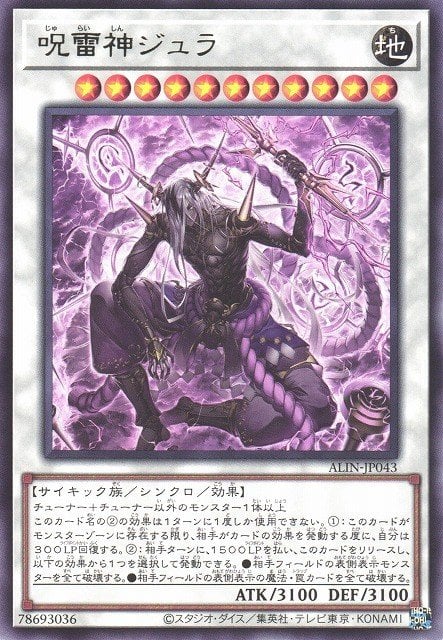 呪雷神ジュラ
地
ALIN-JP043
【サイキック族／シンクロ／効果】
チューナー＋チューナー以外のモンスター1体以上
このカード名の②の効果は1ターンに1度しか使用できない。①：このカードが
モンスターゾーンに存在する限り、相手がカードの効果を発動する度に、自分は
３００LP回復する。②：相手ターンに、１５００LPを払い、このカードをリリースし、
以下の効果から１つを選択して発動できる。●相手フィールドの表側表示モンス
ターを全て破壊する。●相手フィールドの表側表示の魔法・罠カードを全て破壊する。
ATK/3100 DEF/3100
78693036
©スタジオ・ダイス／集英社・テレビ東京・KONAMI